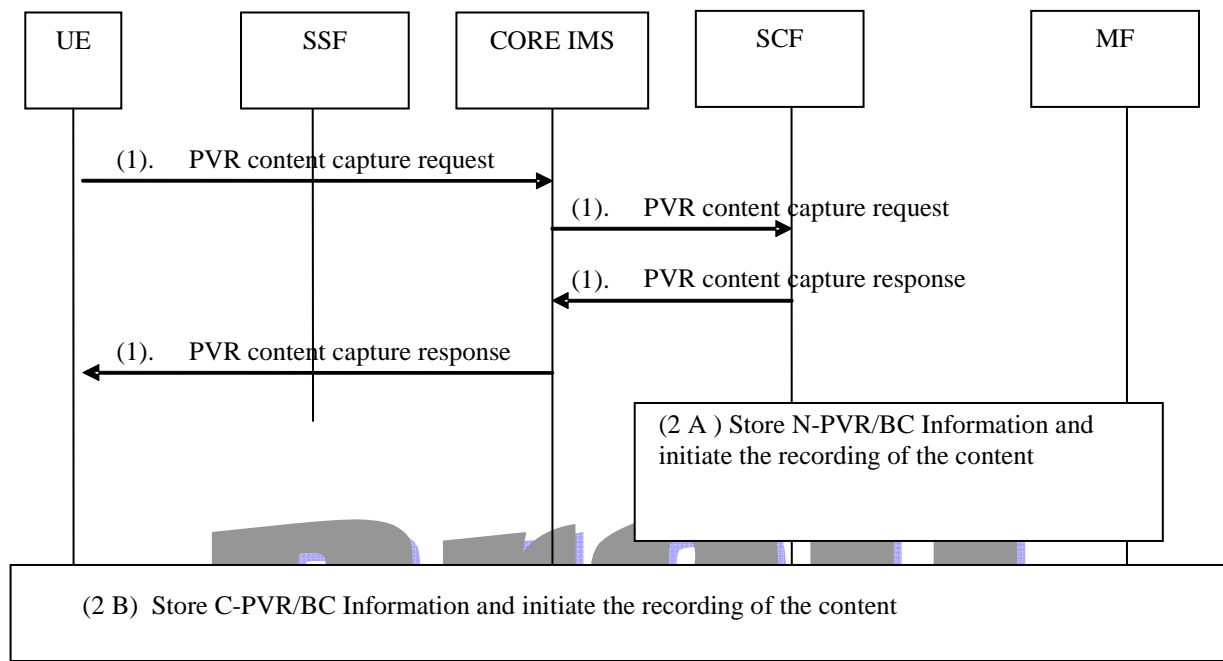 UE SSF CORE IMS SCF MF
(1). PVR content capture request
(1). PVR content capture request
(1). PVR content capture response
(1). PVR content capture response
(2 A ) Store N-PVR/BC Information and
initiate the recording of the content
(2 B) Store C-PVR/BC Information and initiate the recording of the content